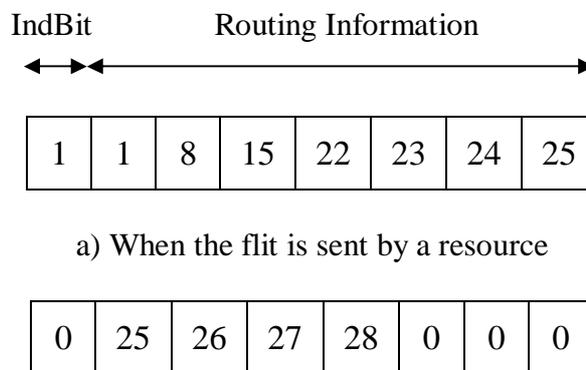 IndBit Routing Information
1 1 8 15 22 23 24 25
a) When the flit is sent by a resource
0 25 26 27 28 0 0 0